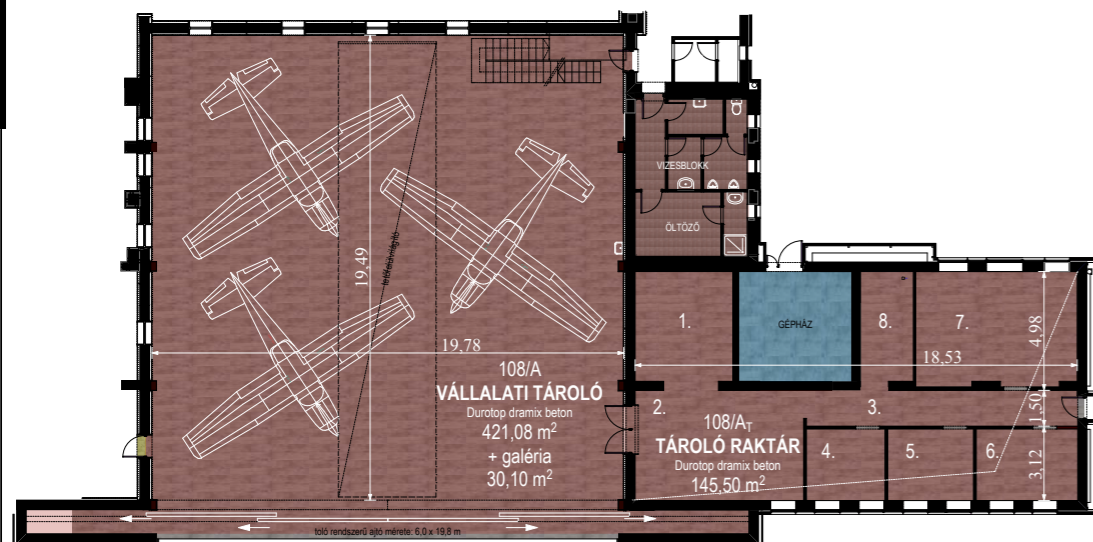 VIZESBLOKK
ÖLTÖZŐ
tetőfelülvilágító
19,49
19,78
108/A
VÁLLALATI TÁROLÓ
Durotop dramix beton
421,08 m²
+ galéria
30,10 m²
1.
GÉPHÁZ
8.
7.
4,98
18,53
2.
3.
1,50
108/A_T
TÁROLÓ RAKTÁR
Durotop dramix beton
145,50 m²
4.
5.
6.
3,12
toló rendszerű ajtó mérete: 6,0 x 19,8 m